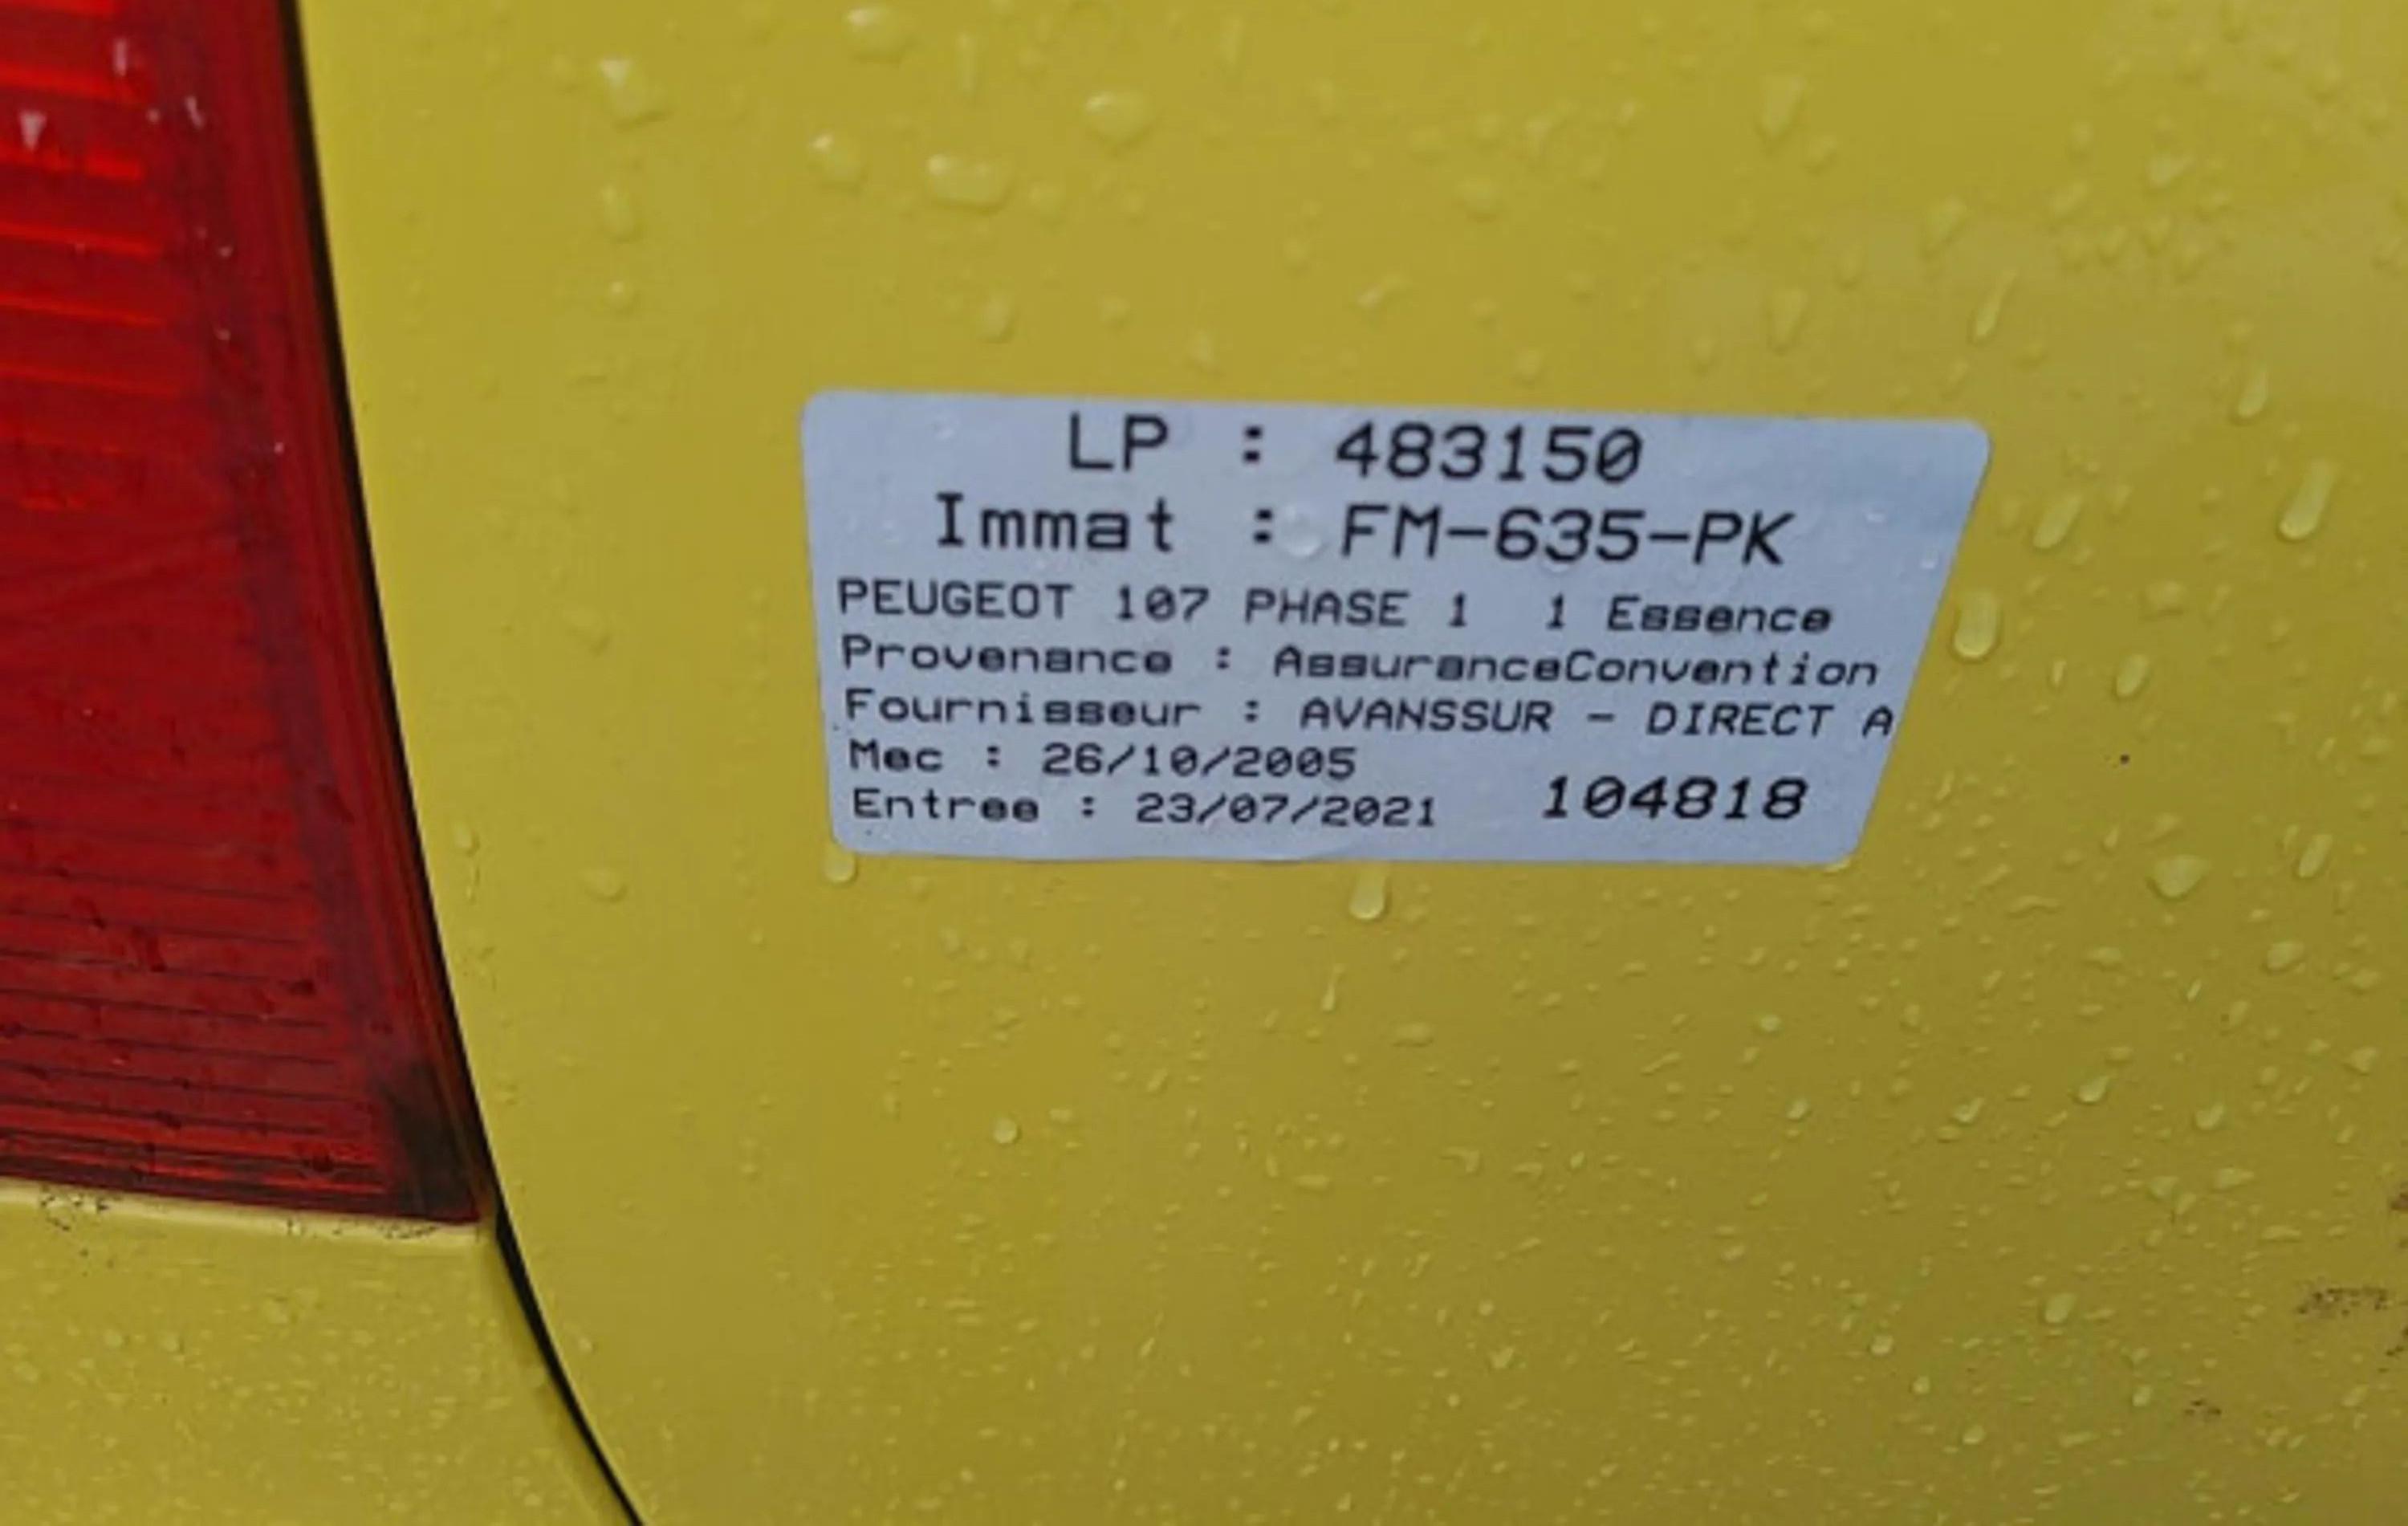 LP : 483150
Immat : FM-635-PK
PEUGEOT 107 PHASE 1 1 Essence
Provenance : AssuranceConvention
Fournisseur : AVANSSUR - DIRECT A
Mec : 26/10/2005
Entree : 23/07/2021 104818